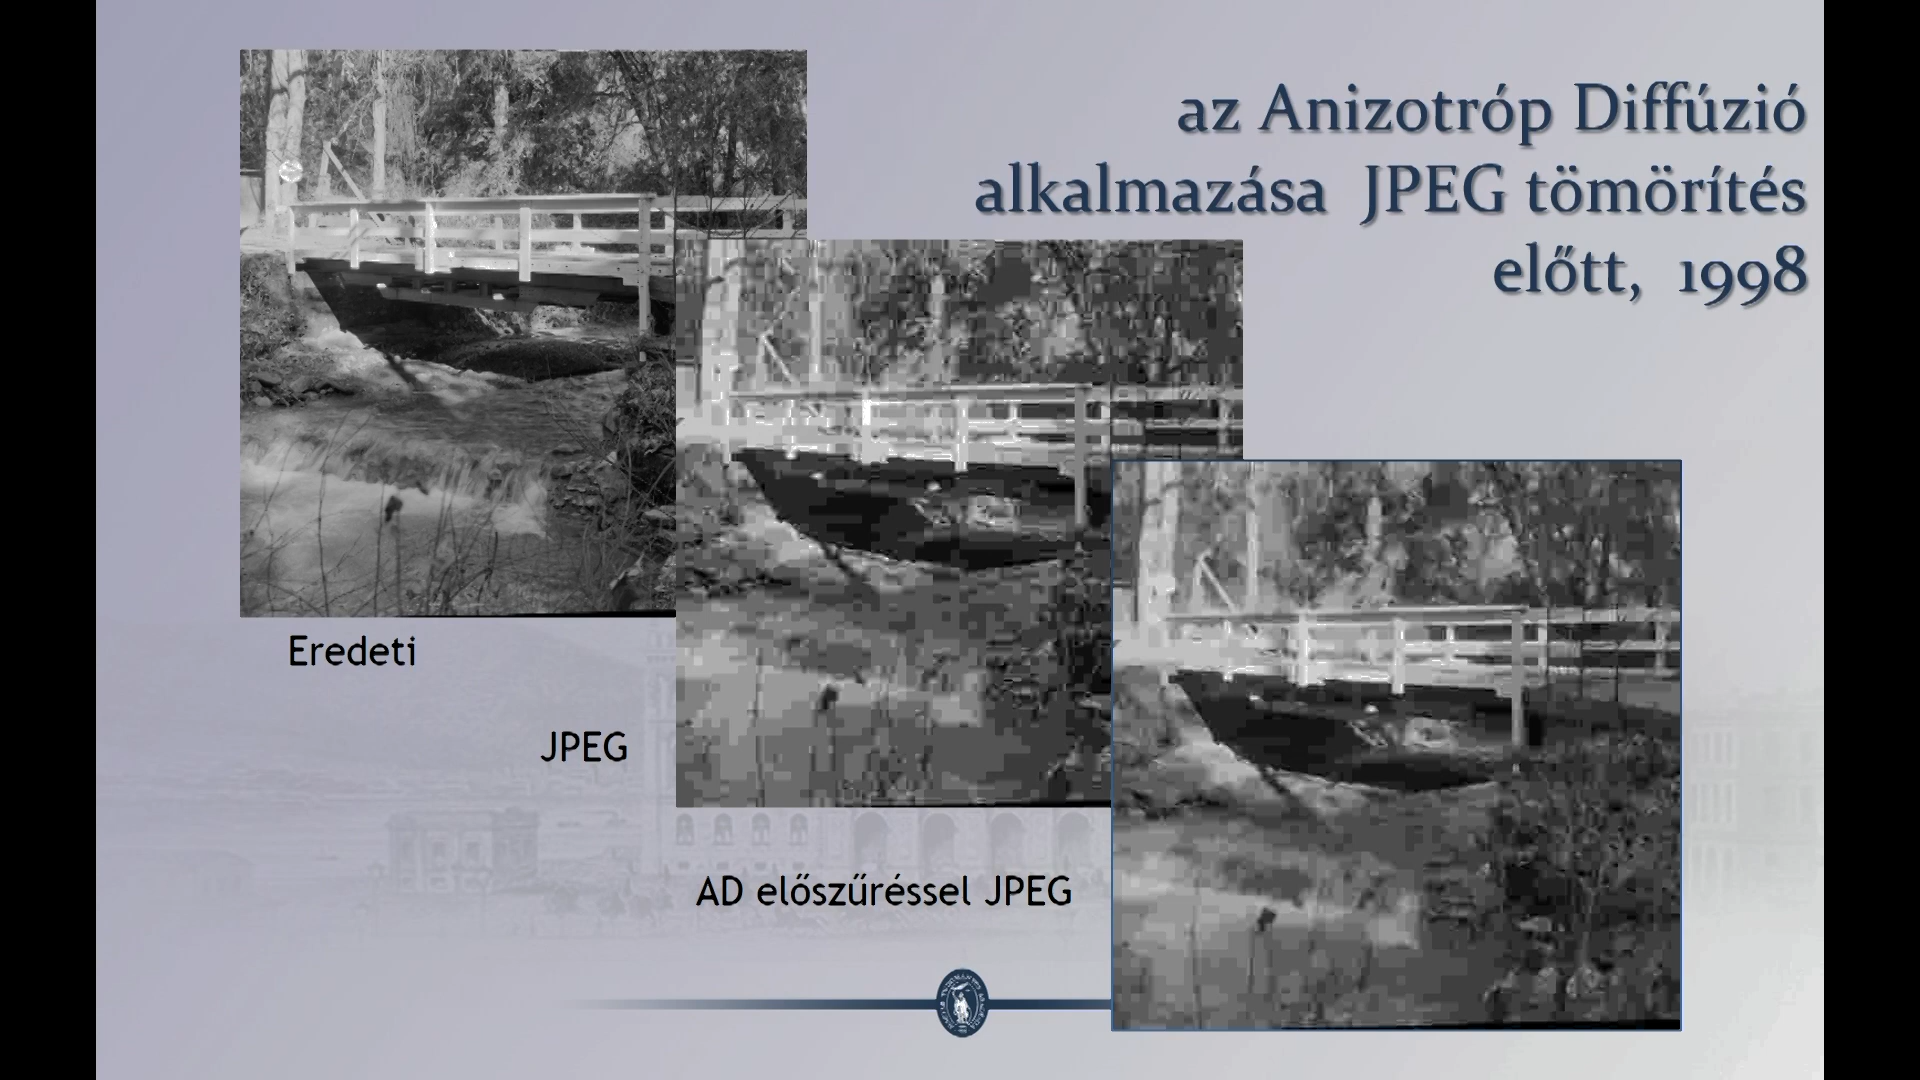 az Anizotróp Diffúzió
alkalmazása JPEG tömörítés
előtt, 1998
Eredeti
JPEG
AD előszűréssel JPEG